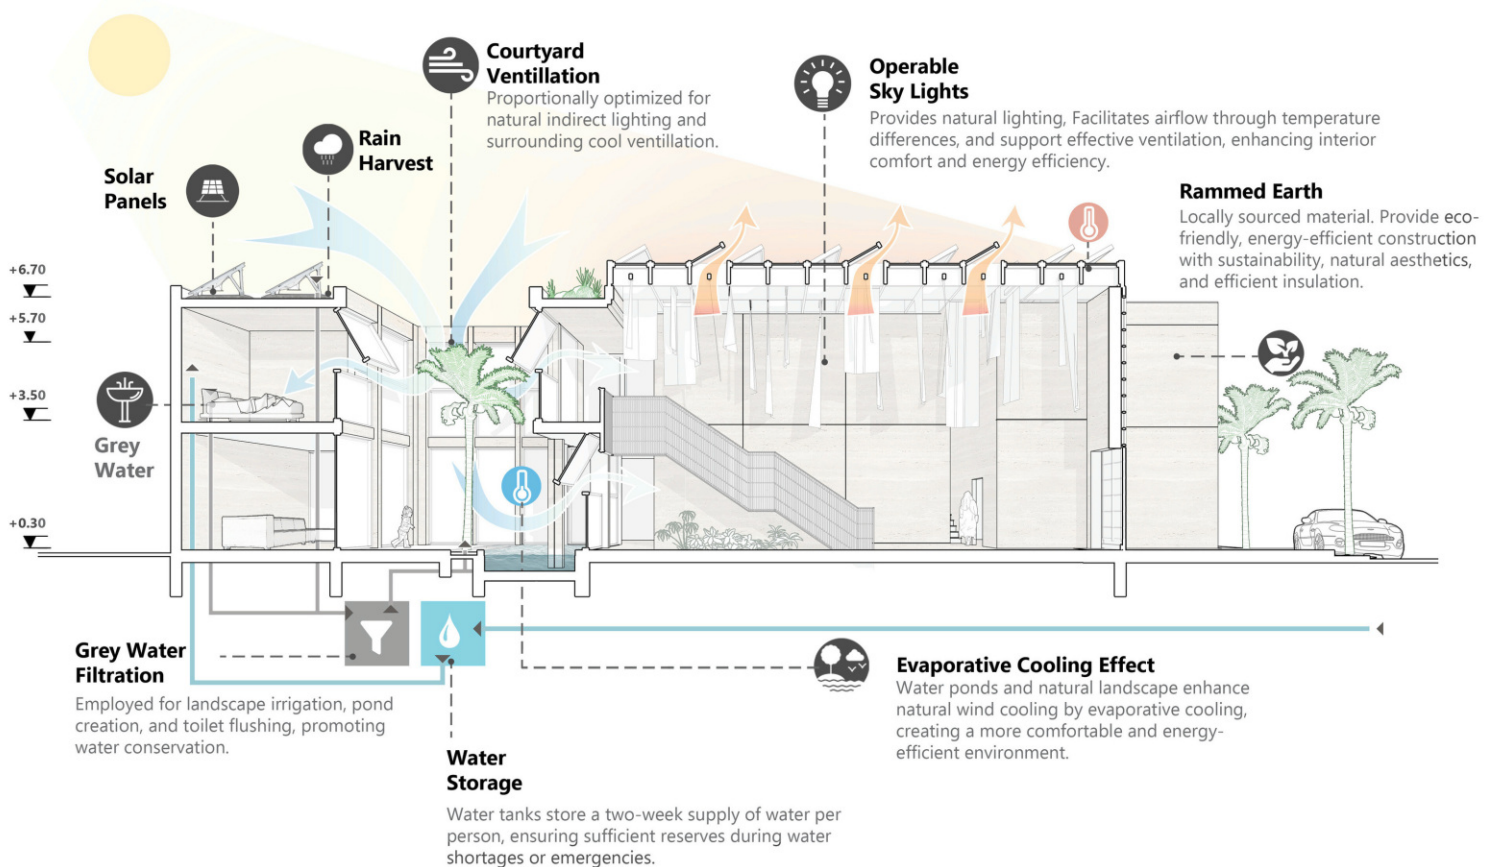 Courtyard
Ventillation
Proportionally optimized for
natural indirect lighting and
surrounding cool ventilation.
Operable
Sky Lights
Provides natural lighting, Facilitates airflow through temperature
differences, and support effective ventilation, enhancing interior
comfort and energy efficiency.
Rain
Harvest
Solar
Panels
Rammed Earth
Locally sourced material. Provide eco-
friendly, energy-efficient construction
with sustainability, natural aesthetics,
and efficient insulation.
+6.70
+5.70
+3.50
+0.30
Grey
Water
Grey Water
Filtration
Employed for landscape irrigation, pond
creation, and toilet flushing, promoting
water conservation.
Evaporative Cooling Effect
Water ponds and natural landscape enhance
natural wind cooling by evaporative cooling,
creating a more comfortable and energy-
efficient environment.
Water
Storage
Water tanks store a two-week supply of water per
person, ensuring sufficient reserves during water
shortages or emergencies.